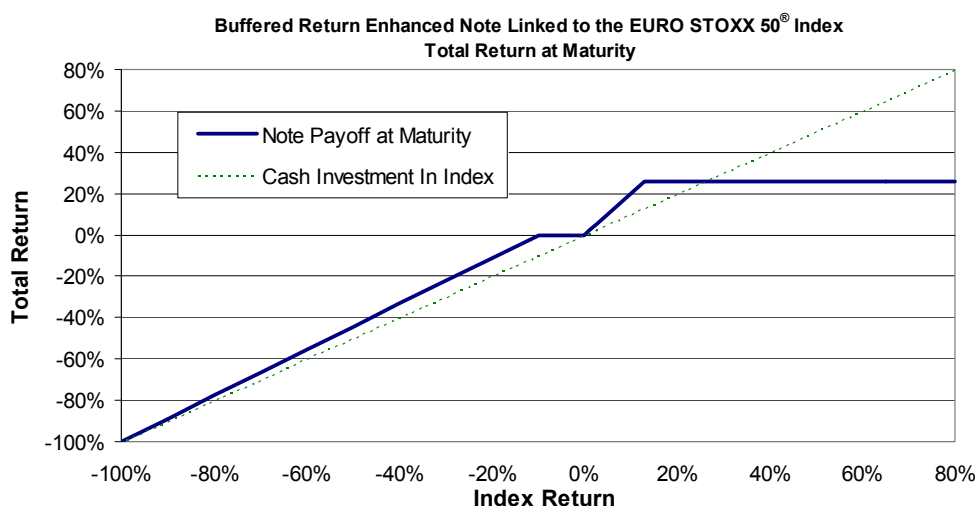 Buffered Return Enhanced Note Linked to the EURO STOXX 50® Index
Total Return at Maturity
80%
60%
40%
20%
0%
-20%
-40%
-60%
-80%
-100%
Total Return
Note Payoff at Maturity
Cash Investment In Index
-100% -80% -60% -40% -20% 0% 20% 40% 60% 80%
Index Return